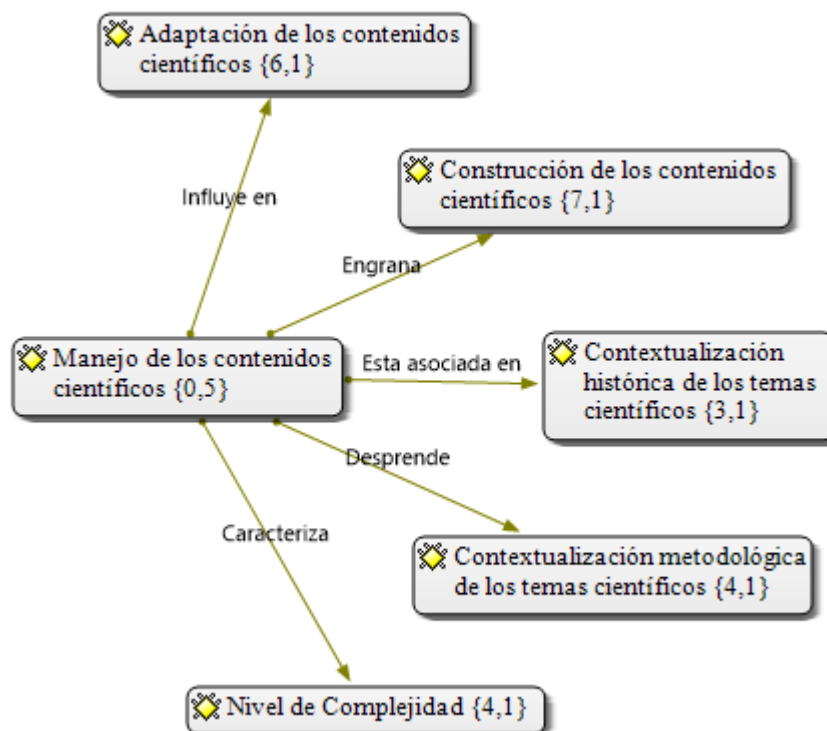 Adaptación de los contenidos
científicos {6,1}
Influye en
Construcción de los contenidos
científicos {7,1}
Engrana
Manejo de los contenidos
científicos {0,5}
Esta asociada en
Contextualización
histórica de los temas
científicos {3,1}
Desprende
Caracteriza
Contextualización metodológica
de los temas científicos {4,1}
Nivel de Complejidad {4,1}